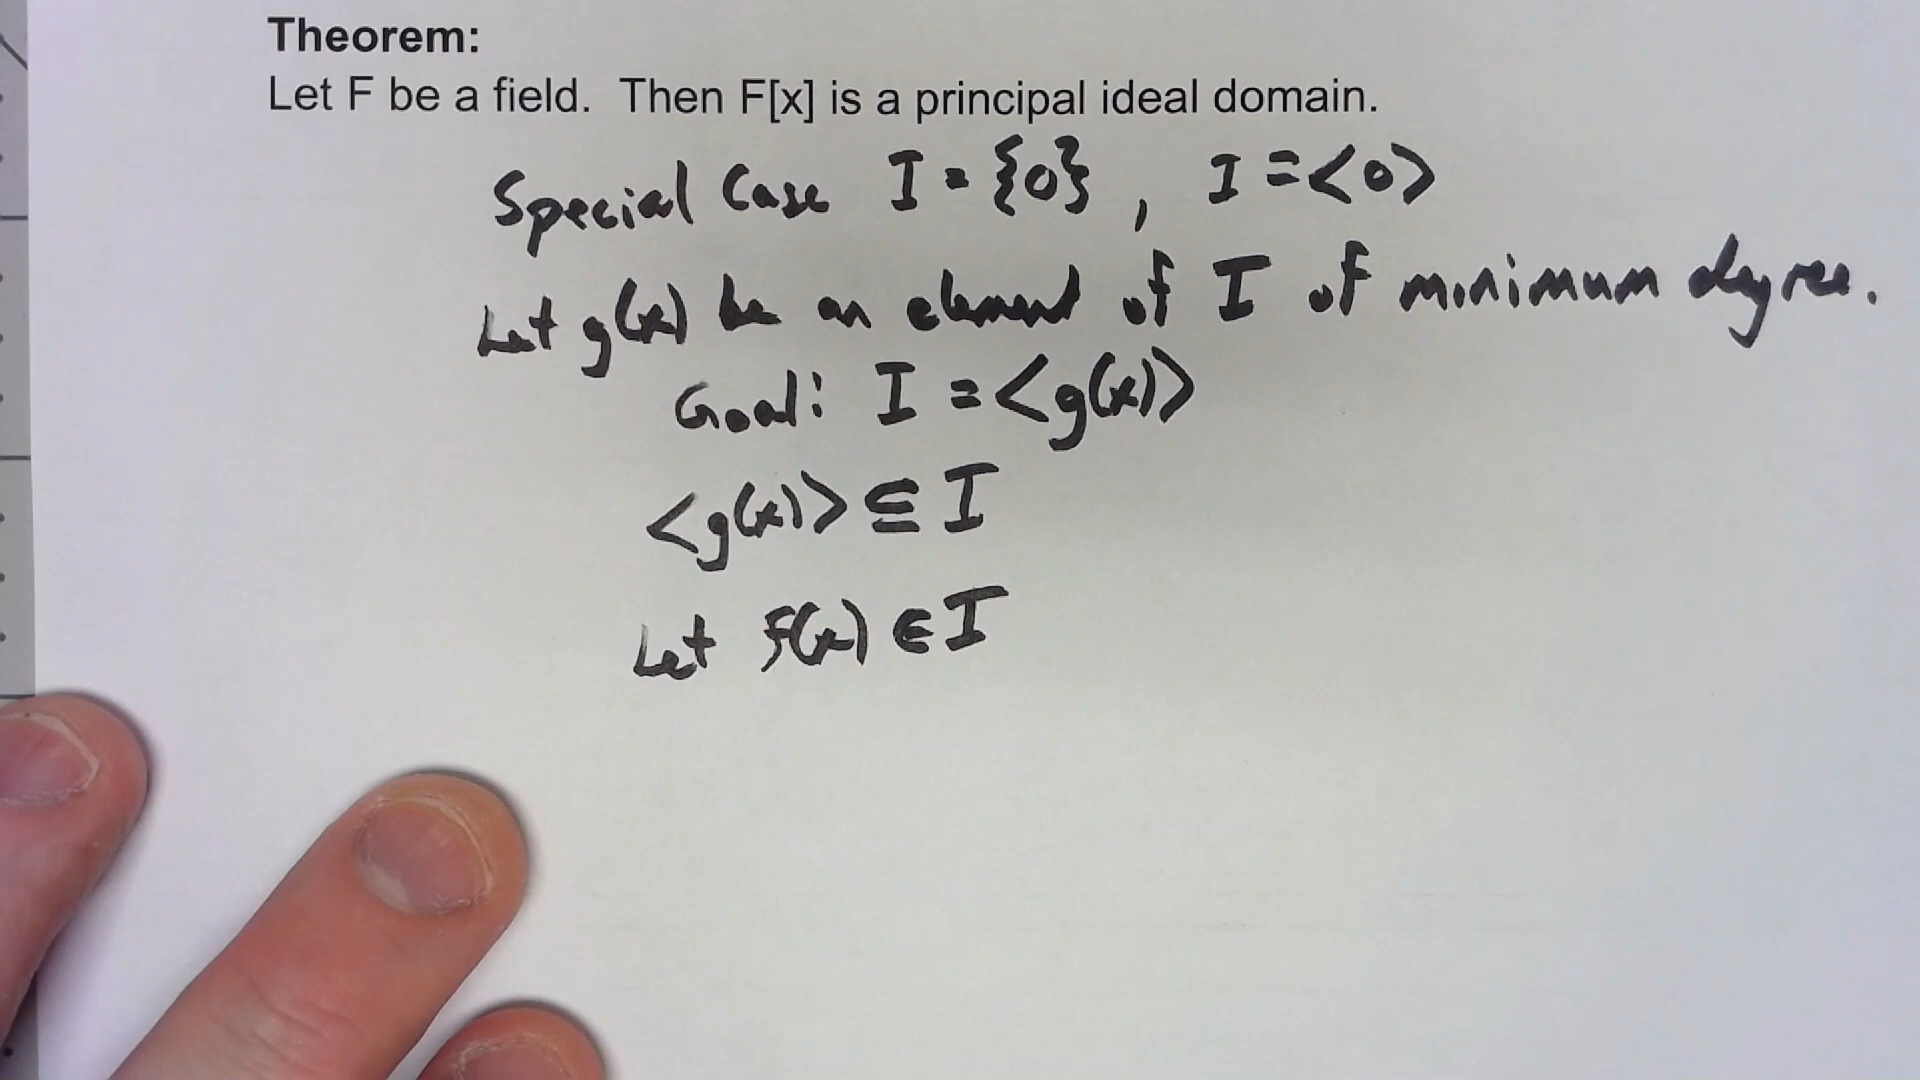 Theorem:
Let F be a field. Then F[x] is a principal ideal domain.
Special Case I = {0}, I = <0>
Let g(x) be an element of I of minimum degree.
Goal: I = <g(x)>
<g(x)> ⊆ I
Let f(x) ∈ I